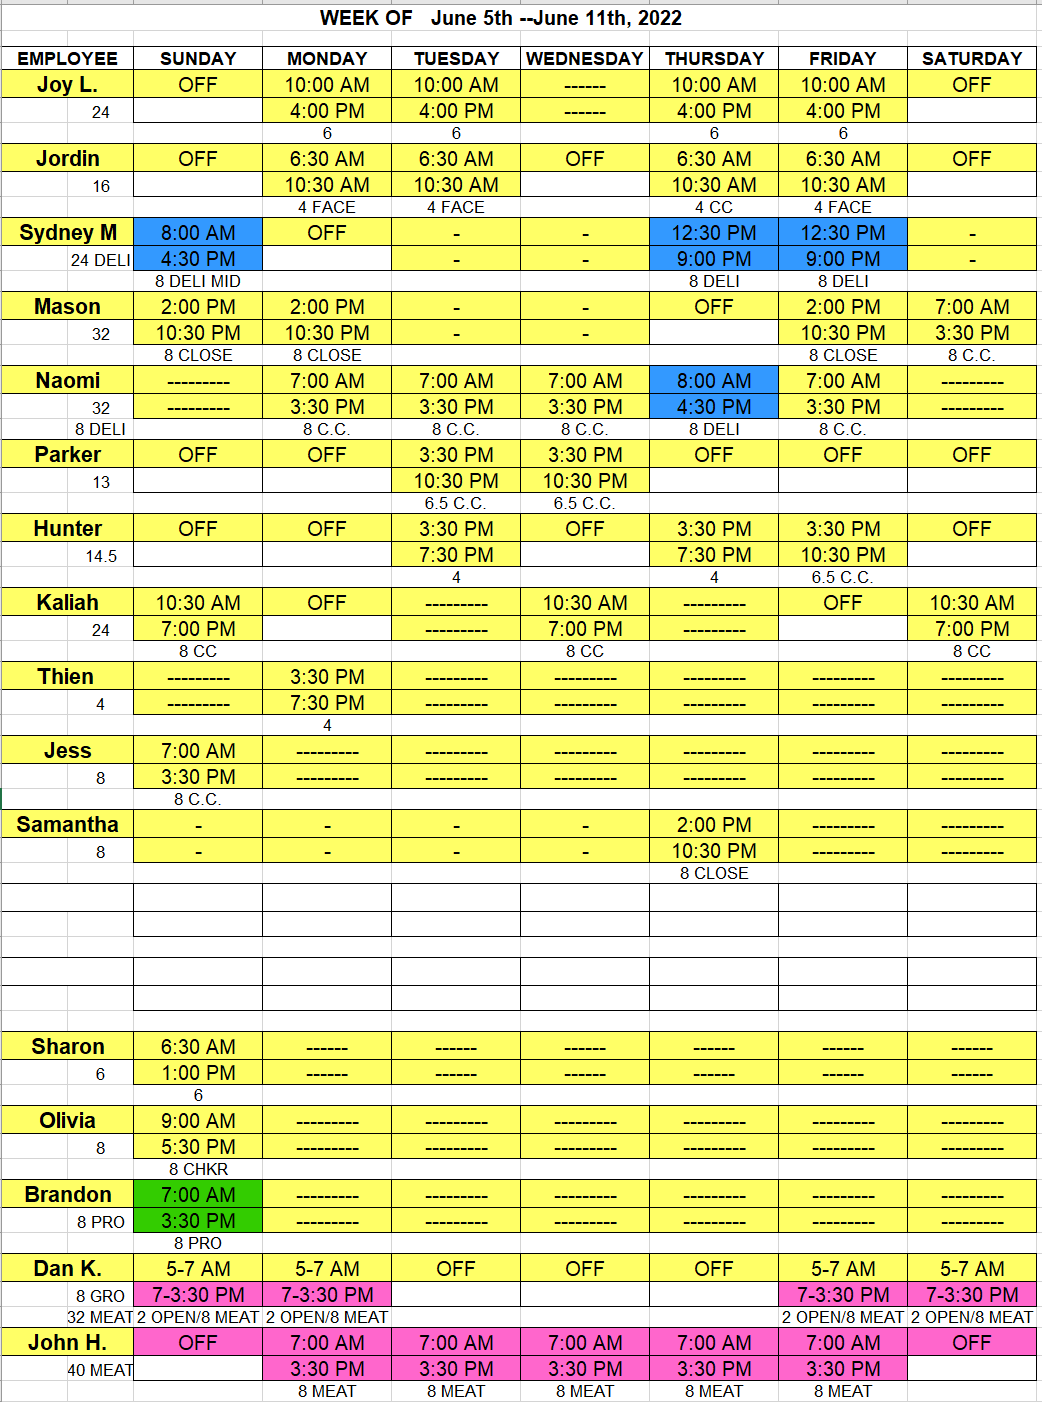 WEEK OF June 5th --June 11th, 2022
EMPLOYEE SUNDAY MONDAY TUESDAY WEDNESDAY THURSDAY FRIDAY SATURDAY
Joy L. OFF 10:00 AM 10:00 AM ------ 10:00 AM 10:00 AM OFF
24 4:00 PM 4:00 PM ------ 4:00 PM 4:00 PM
6 6 6 6
Jordin OFF 6:30 AM 6:30 AM OFF 6:30 AM 6:30 AM OFF
16 10:30 AM 10:30 AM 10:30 AM 10:30 AM
4 FACE 4 FACE 4 CC 4 FACE
Sydney M 8:00 AM OFF - - 12:30 PM 12:30 PM -
24 DELI 4:30 PM - - 9:00 PM 9:00 PM -
8 DELI MID 8 DELI 8 DELI
Mason 2:00 PM 2:00 PM - - OFF 2:00 PM 7:00 AM
32 10:30 PM 10:30 PM - - 10:30 PM 3:30 PM
8 CLOSE 8 CLOSE 8 CLOSE 8 C.C.
Naomi --------- 7:00 AM 7:00 AM 7:00 AM 8:00 AM 7:00 AM ---------
32 --------- 3:30 PM 3:30 PM 3:30 PM 4:30 PM 3:30 PM ---------
8 DELI 8 C.C. 8 C.C. 8 C.C. 8 DELI 8 C.C.
Parker OFF OFF 3:30 PM 3:30 PM OFF OFF OFF
13 10:30 PM 10:30 PM
6.5 C.C. 6.5 C.C.
Hunter OFF OFF 3:30 PM OFF 3:30 PM 3:30 PM OFF
14.5 7:30 PM 7:30 PM 10:30 PM
4 4 6.5 C.C.
Kaliah 10:30 AM OFF --------- 10:30 AM --------- OFF 10:30 AM
24 7:00 PM --------- 7:00 PM --------- 7:00 PM
8 CC 8 CC 8 CC
Thien --------- 3:30 PM --------- --------- --------- --------- ---------
4 --------- 7:30 PM --------- --------- --------- --------- ---------
4
Jess 7:00 AM --------- --------- --------- --------- --------- ---------
8 3:30 PM --------- --------- --------- --------- --------- ---------
8 C.C.
Samantha - - - - 2:00 PM --------- ---------
8 - - - - 10:30 PM --------- ---------
8 CLOSE
Sharon 6:30 AM ------ ------ ------ ------ ------ ------
6 1:00 PM ------ ------ ------ ------ ------ ------
6
Olivia 9:00 AM --------- --------- --------- --------- --------- ---------
8 5:30 PM --------- --------- --------- --------- --------- ---------
8 CHKR
Brandon 7:00 AM --------- --------- --------- --------- --------- ---------
8 PRO 3:30 PM --------- --------- --------- --------- --------- ---------
8 PRO
Dan K. 5-7 AM 5-7 AM OFF OFF OFF 5-7 AM 5-7 AM
8 GRO 7-3:30 PM 7-3:30 PM 7-3:30 PM 7-3:30 PM
32 MEAT 2 OPEN/8 MEAT 2 OPEN/8 MEAT 2 OPEN/8 MEAT 2 OPEN/8 MEAT
John H. OFF 7:00 AM 7:00 AM 7:00 AM 7:00 AM 7:00 AM OFF
40 MEAT 3:30 PM 3:30 PM 3:30 PM 3:30 PM 3:30 PM
8 MEAT 8 MEAT 8 MEAT 8 MEAT 8 MEAT